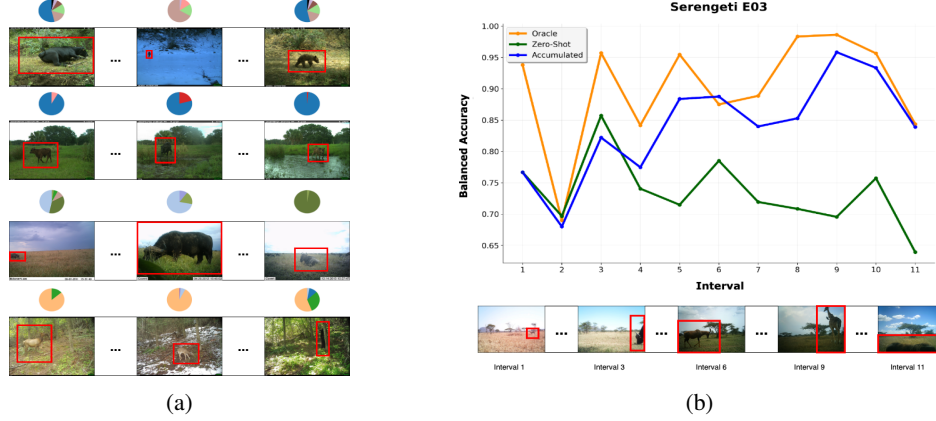 ...
...
...
...
...
...
...
...
(a)
Serengeti E03
Oracle
Zero-Shot
Accumulated
Balanced Accuracy
1.00
0.95
0.90
0.85
0.80
0.75
0.70
0.65
1 2 3 4 5 6 7 8 9 10 11
Interval
... ... ... ...
Interval 1 Interval 3 Interval 6 Interval 9 Interval 11
(b)